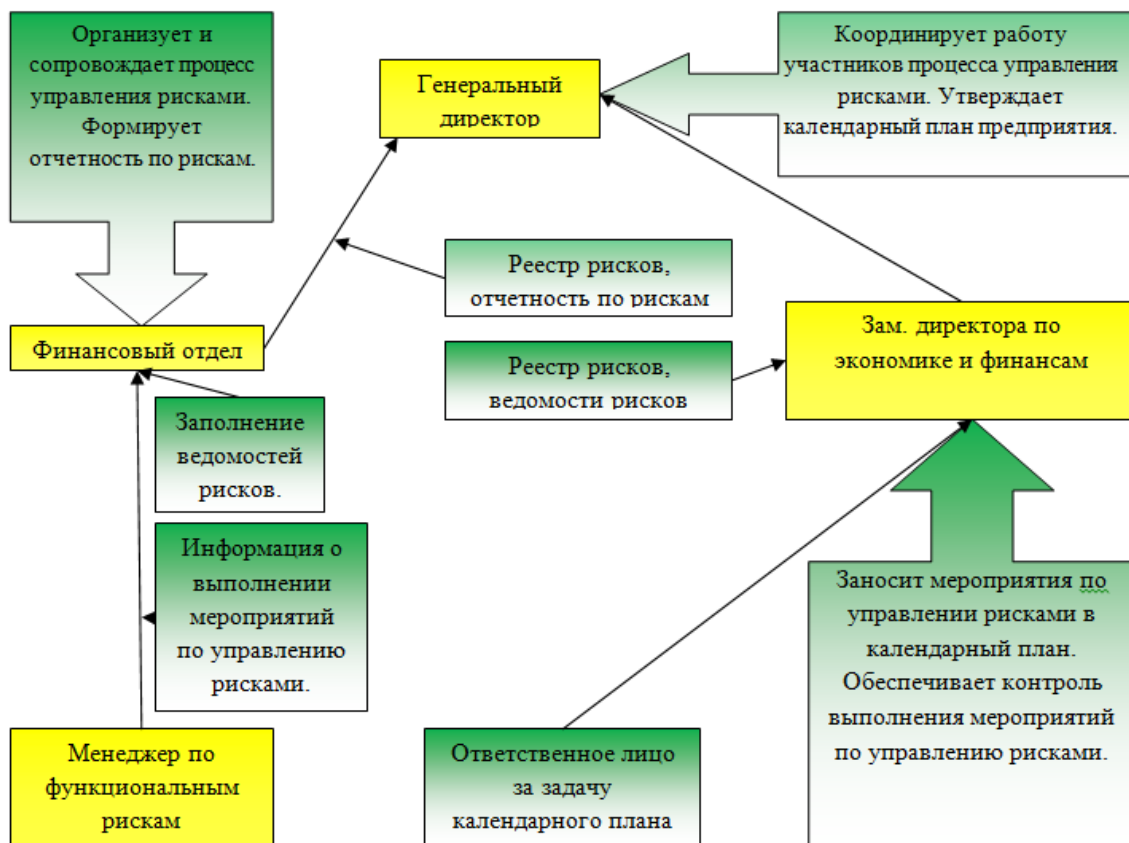 Организует и
сопровождает процесс
управления рисками.
Формирует
отчетность по рискам.
Генеральный
директор
Координирует работу
участников процесса управления
рисками. Утверждает
календарный план предприятия.
Реестр рисков,
отчетность по рискам
Финансовый отдел
Реестр рисков,
ведомости рисков
Зам. директора по
экономике и финансам
Заполнение
ведомостей
рисков.
Информация о
выполнении
мероприятий
по управлению
рисками.
Заносит мероприятия по
управлении рисками в
календарный план.
Обеспечивает контроль
выполнения мероприятий
по управлению рисками.
Менеджер по
функциональным
рискам
Ответственное лицо
за задачу
календарного плана